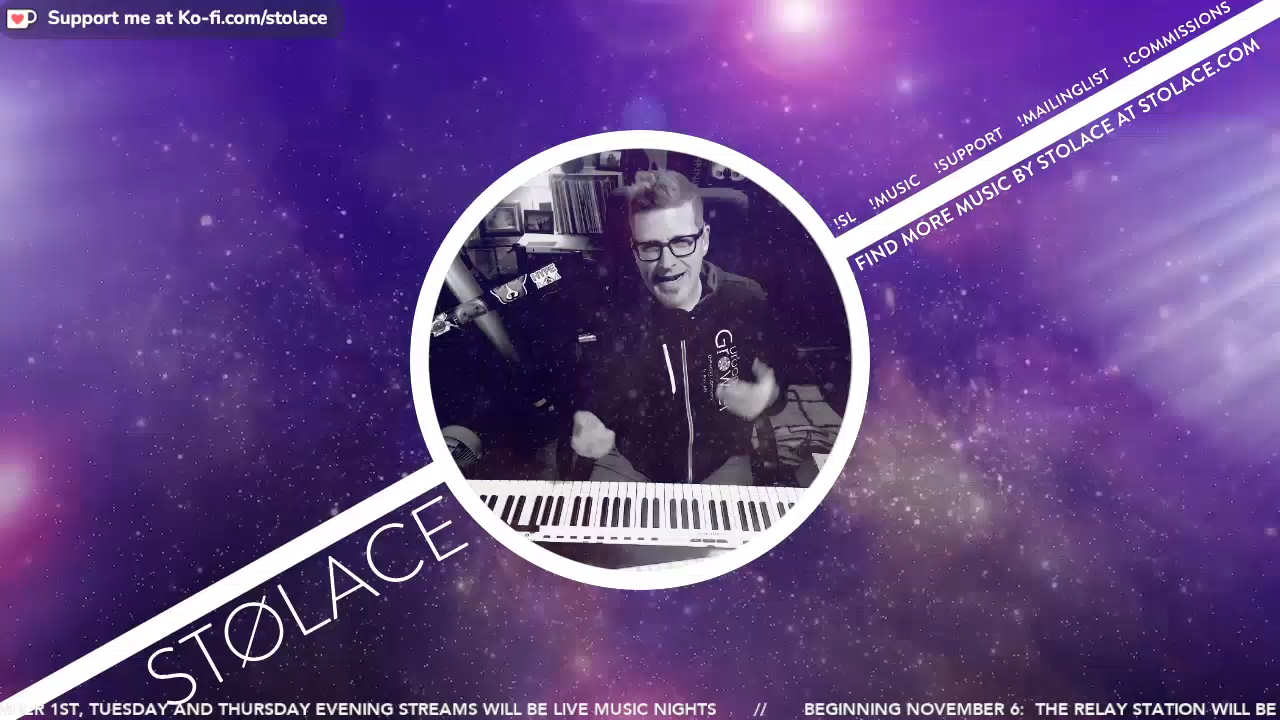 Support me at Ko-fi.com/stolace
!SL !MUSIC !SUPPORT !MAILINGLIST !COMMISSIONS
FIND MORE MUSIC BY STOLACE AT STOLACE.COM
STØLACE
1ST, TUESDAY AND THURSDAY EVENING STREAMS WILL BE LIVE MUSIC NIGHTS // BEGINNING NOVEMBER 6: THE RELAY STATION WILL BE